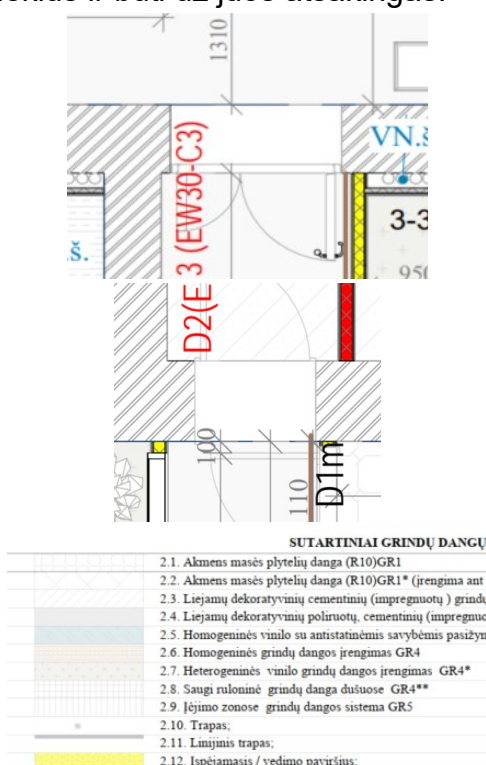 1310
VN.š
3 (EW30-C3)
3-3
š.
950
D2(E
100
110
D1m
SUTARTINIAI GRINDŲ DANGŲ
2.1. Akmens masės plytelių danga (R10)GR1
2.2. Akmens masės plytelių danga (R10)GR1* (įrengima ant
2.3. Liejamų dekoratyvinių cementinių (impregnuotų ) grindų
2.4. Liejamų dekoratyvinių poliruotų, cementinių (impregnuo
2.5. Homogeninės vinilo su antistatinėmis savybėmis pasižym
2.6. Homogeninės grindų dangos įrengimas GR4
2.7. Heterogeninės vinilo grindų dangos įrengimas GR4*
2.8. Saugi ruloninė grindų danga dušuose GR4**
2.9. Įėjimo zonose grindų dangos sistema GR5
2.10. Trapas;
2.11. Linijinis trapas;
2.12. Įspėjamasis / vedimo paviršius;